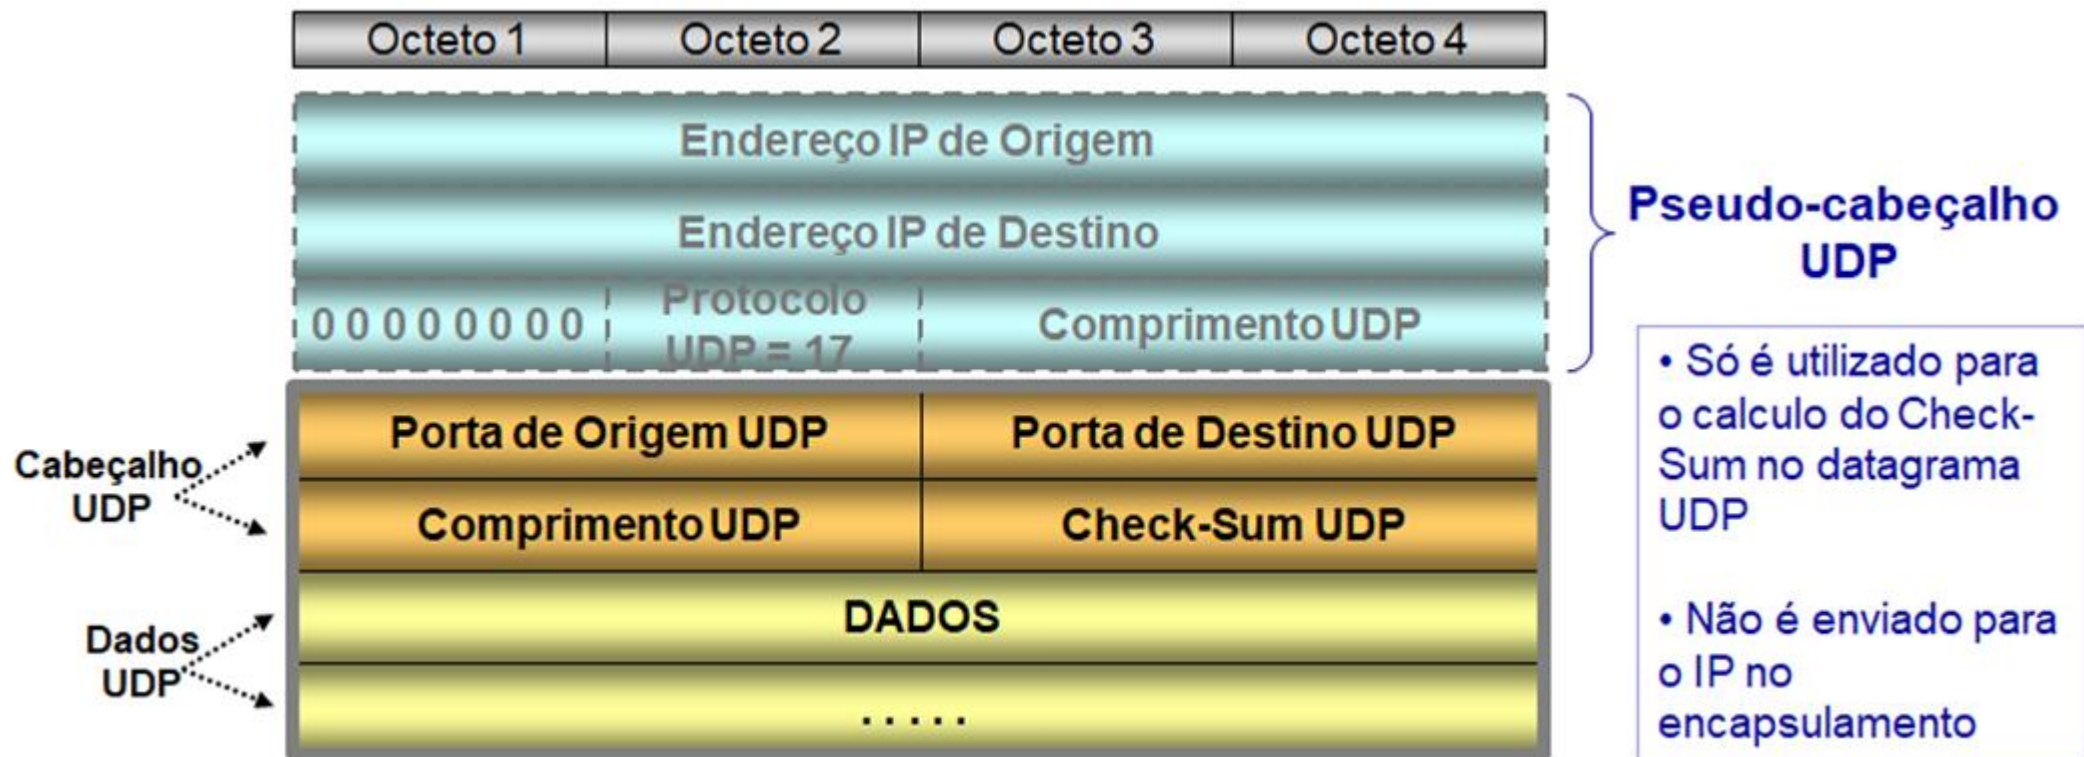 Octeto 1 Octeto 2 Octeto 3 Octeto 4
Endereço IP de Origem
Endereço IP de Destino
0 0 0 0 0 0 0 0
Protocolo
UDP = 17
Comprimento UDP
Pseudo-cabeçalho
UDP
• Só é utilizado para
o calculo do Check-
Sum no datagrama
UDP
• Não é enviado para
o IP no
encapsulamento
Cabeçalho
UDP
Porta de Origem UDP Porta de Destino UDP
Comprimento UDP Check-Sum UDP
Dados
UDP
DADOS
. . . . .